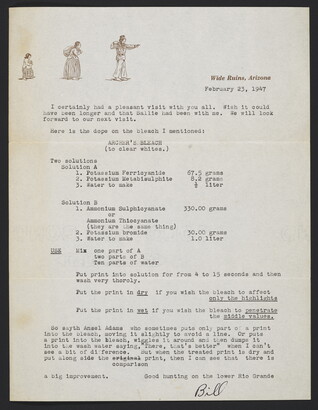 Wide Ruins, Arizona
February 23, 1947
I certainly had a pleasant visit with you all. Wish it could
have been longer and that Hallie had been with me. We will look
forward to our next visit.
Here is the dope on the bleach I mentioned:
ARCHER'S BLEACH
(to clear whites.)
Two solutions
Solution A
1. Potassium Ferricyanide 67.5 grams
2. Potassium Metabisulphite 8.2 grams
3. Water to make ½ liter
Solution B
1. Ammonium Sulphicyanate 330.00 grams
or
Ammonium Thiocyanate
(they are the same thing)
2. Potassium bromide 30.00 grams
3. Water to make 1.0 liter
USE Mix one part of A
two parts of B
Ten parts of water
Put print into solution for from 4 to 15 seconds and then
wash very thoroly.
Put the print in dry if you wish the bleach to affect
only the highlights
Put the print in wet if you wish the bleach to penetrate
the middle values.
So sayth Ansel Adams who sometimes puts only part of a print
into the bleach, moving it slightly to avoid a line. Or puts
a print into the bleach, wiggles it around and then dumps it
into the wash water saying, "There, that's better" when I can't
see a bit of difference. But when the treated print is dry and
put along side the original print, then I can see that there is
comparison
a big improvement. Good hunting on the lower Rio Grande
Bill